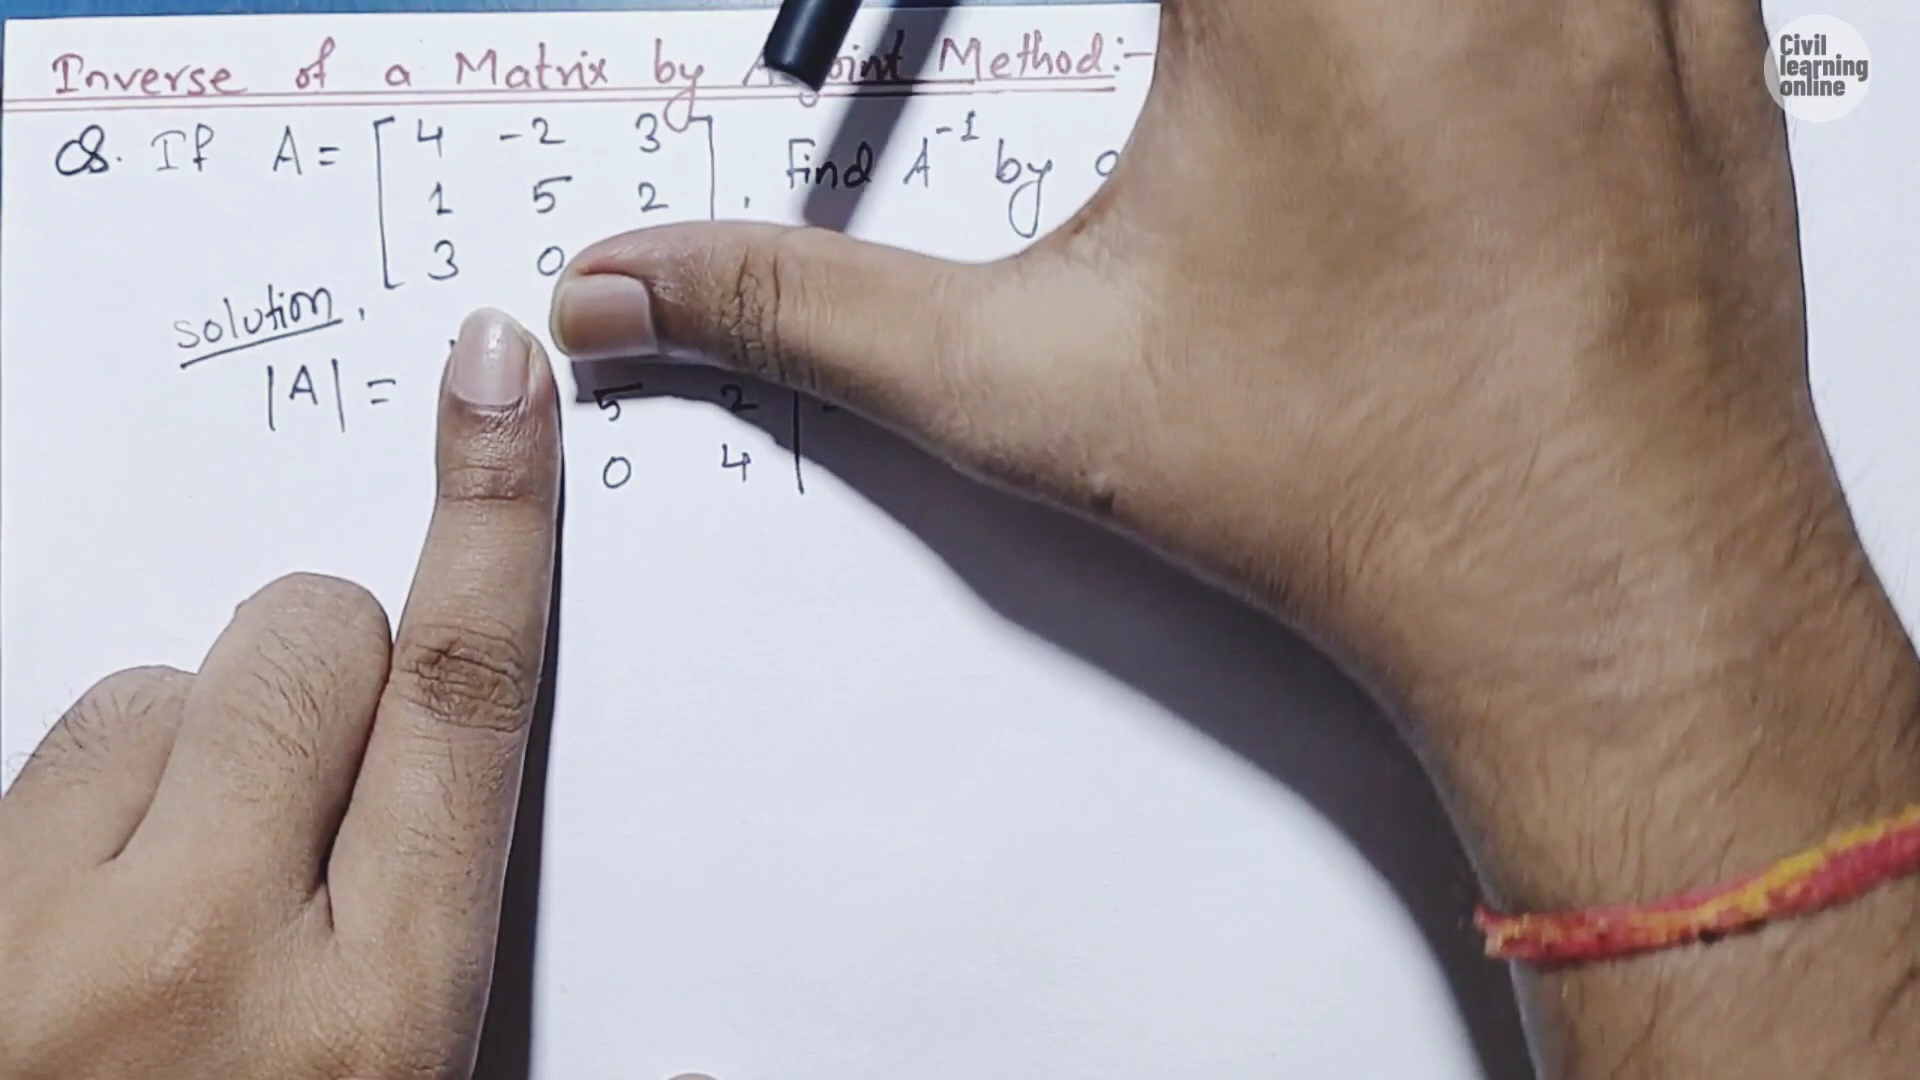 Inverse of a Matrix by Method:-
Q. If A = [ 4 -2 3 ] , Find A^-1 by
1 5 2
3 0
Solution,
|A| =
5 2
0 4
Civil
learning
online